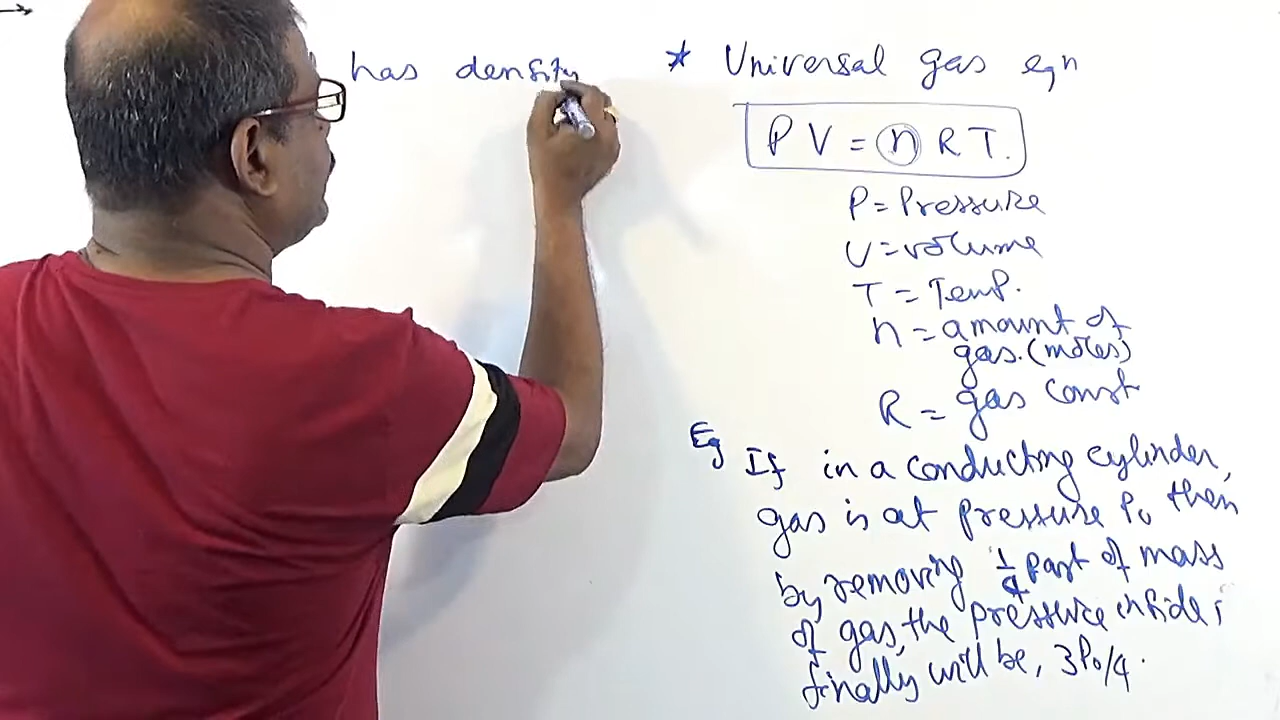 has density
* Universal gas eqn
PV = n RT.
P = Pressure
V = volume
T = Temp.
n = amount of
gas. (moles)
R = gas const
Eg If in a conducting cylinder,
gas is at pressure P₀ then
by removing 1/4 part of mass
of gas, the pressure inside
finally will be, 3P₀/4.